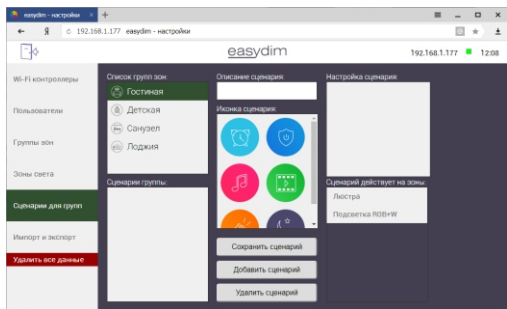 easydim - настройки
Я
192.168.1.177 easydim - настройки
easydim
192.168.1.177 12:08
Wi-Fi контроллеры
Пользователи
Группы зон
Зоны света
Сценарии для групп
Импорт и экспорт
Удалить все данные
Список групп зон:
Гостиная
Детская
Санузел
Лоджия
Сценарии группы:
Описание сценария:
Иконка сценария:
Сохранить сценарий
Добавить сценарий
Удалить сценарий
Настройка сценария:
Сценарий действует на зоны:
Люстра
Подсветка RGB+W